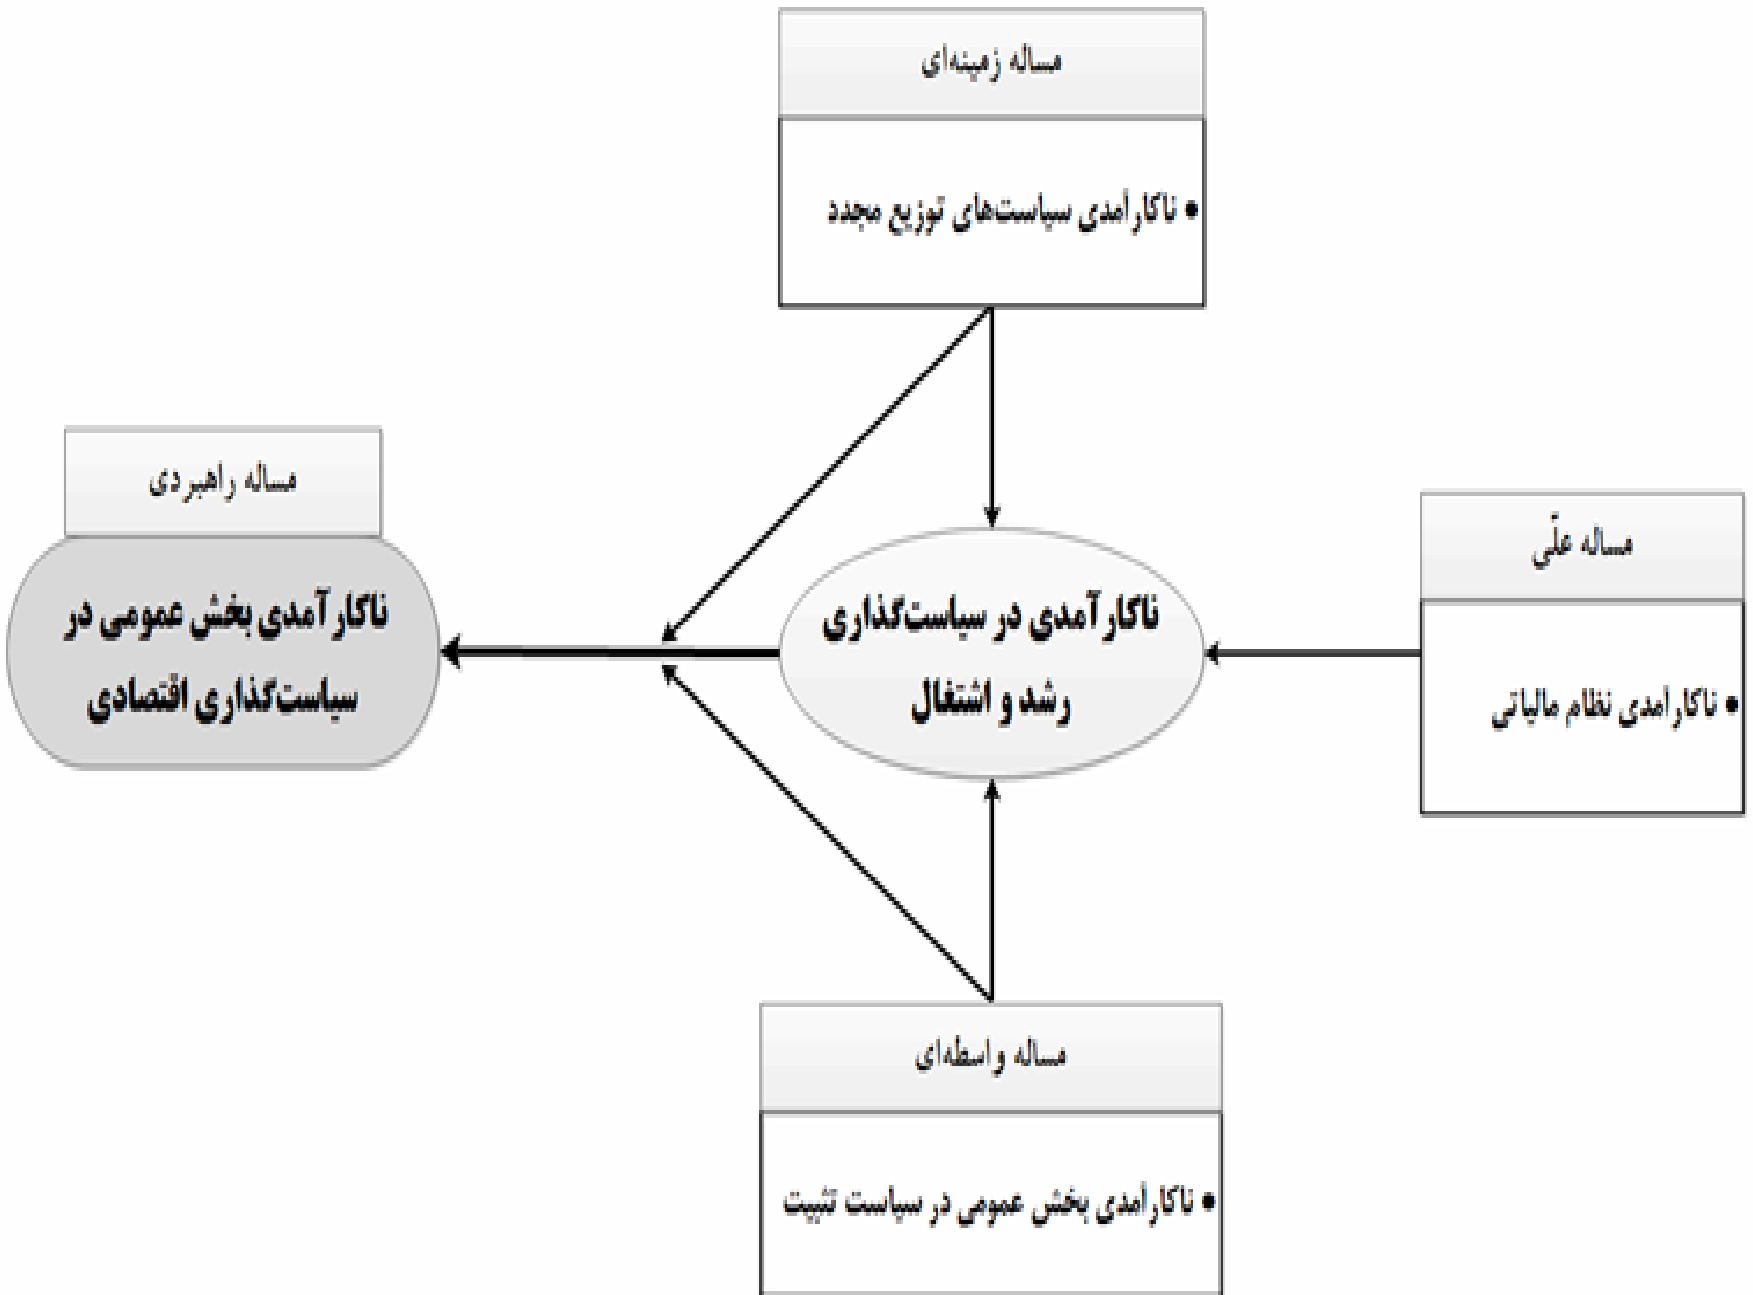 مساله زمینه‌ای
• ناکارآمدی سیاست‌های توزیع مجدد
مساله علّی
• ناکارآمدی نظام مالیاتی
ناکارآمدی در سیاست‌گذاری
رشد و اشتغال
مساله راهبردی
ناکارآمدی بخش عمومی در
سیاست‌گذاری اقتصادی
مساله واسطه‌ای
• ناکارآمدی بخش عمومی در سیاست تثبیت